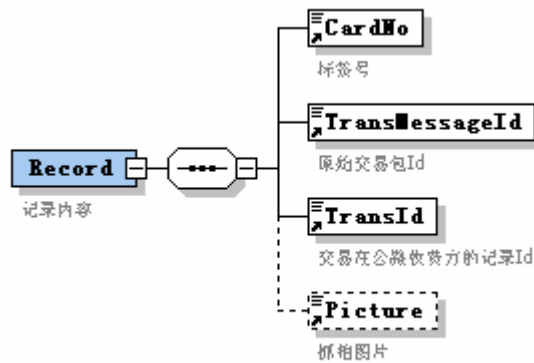 CardNo
标签号
TransMessageId
原始交易包Id
Record
记录内容
TransId
交易在公路收费方的记录Id
Picture
抓拍图片